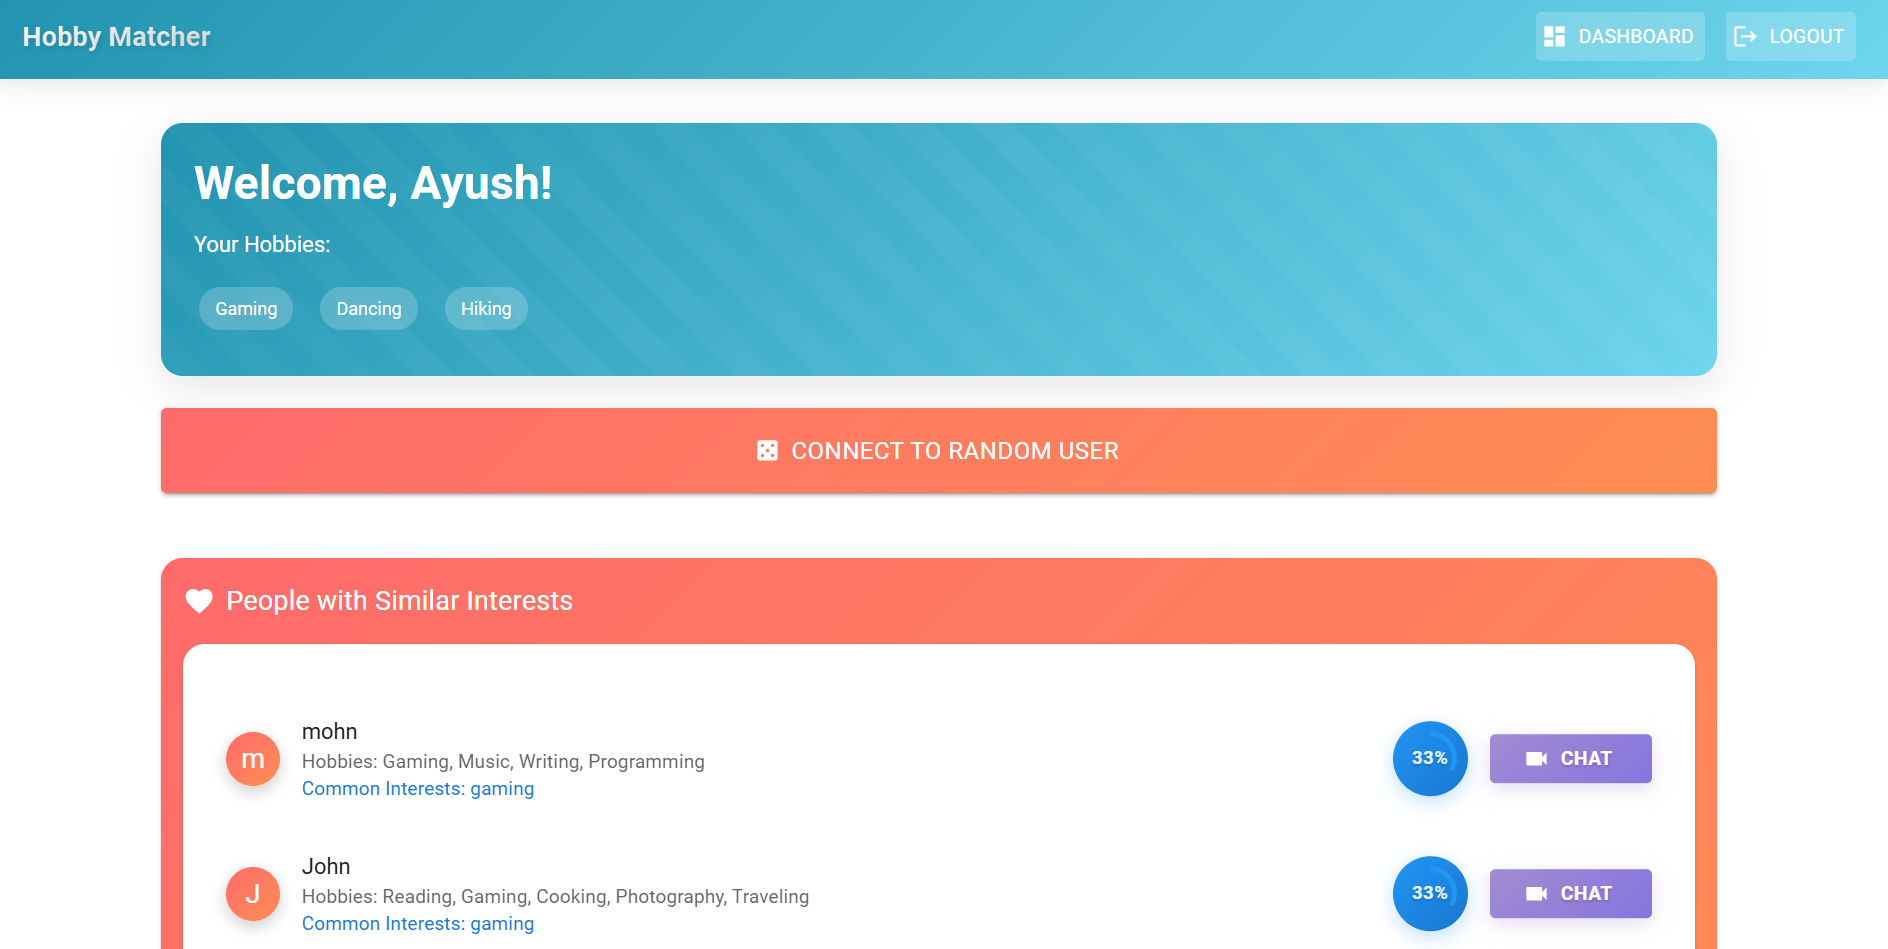 Hobby Matcher
DASHBOARD
LOGOUT
Welcome, Ayush!
Your Hobbies:
Gaming
Dancing
Hiking
CONNECT TO RANDOM USER
People with Similar Interests
m
mohn
Hobbies: Gaming, Music, Writing, Programming
Common Interests: gaming
33%
CHAT
J
John
Hobbies: Reading, Gaming, Cooking, Photography, Traveling
Common Interests: gaming
33%
CHAT